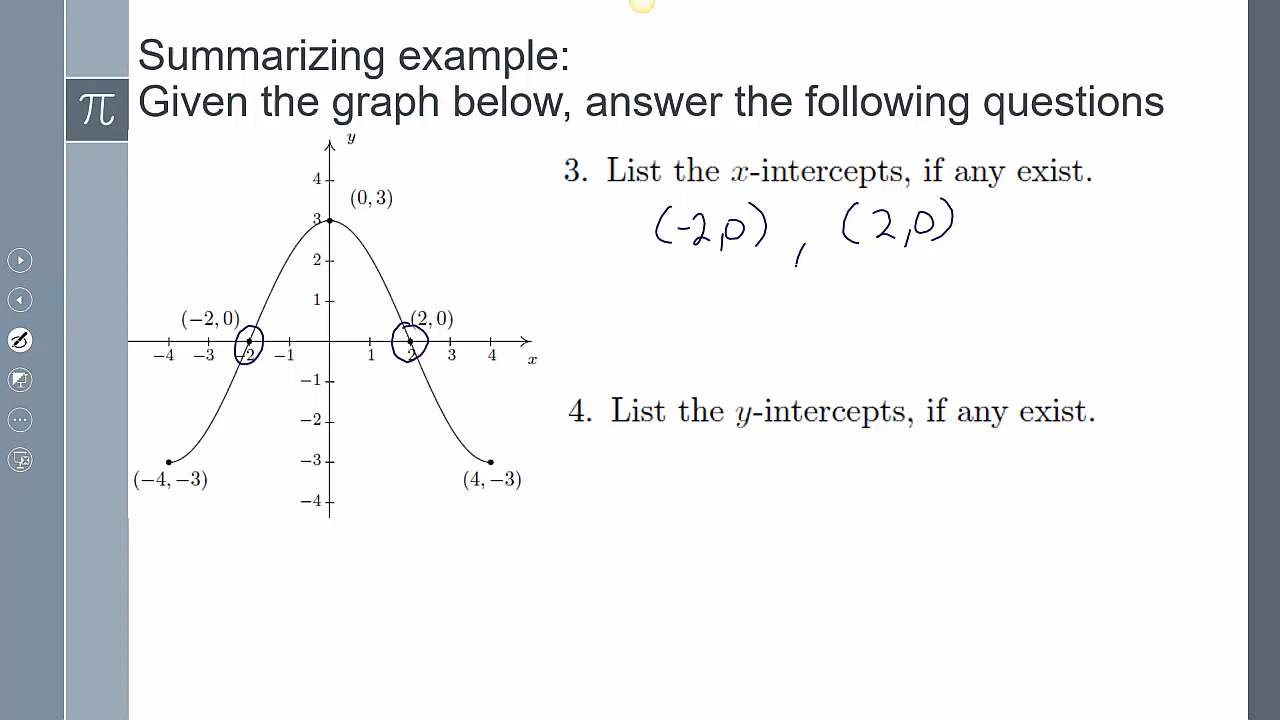 Summarizing example:
π Given the graph below, answer the following questions
y
4
(0, 3)
3
2
1
(−2, 0)
(2, 0)
−4 −3 −2 −1 1 2 3 4 x
−1
−2
−3
−4
(−4, −3)
(4, −3)
3. List the x-intercepts, if any exist.
(-2,0) , (2,0)
4. List the y-intercepts, if any exist.